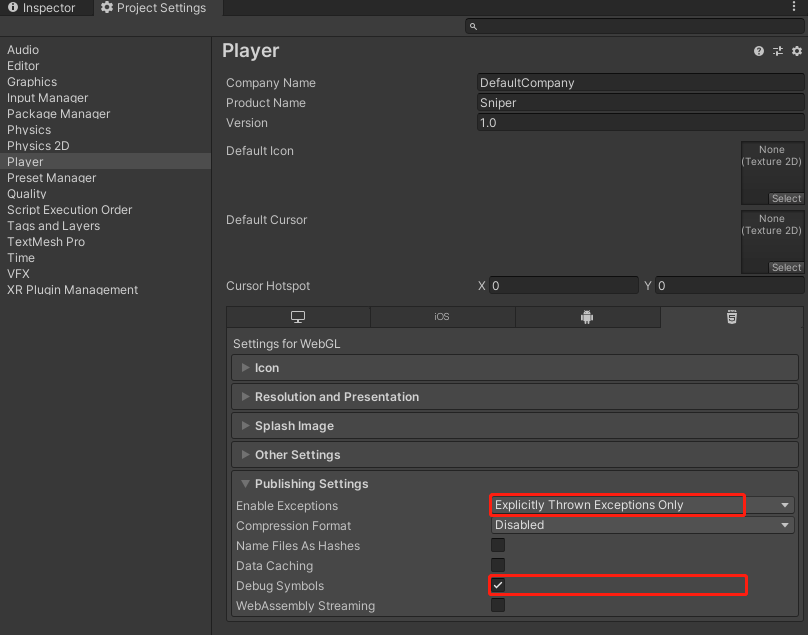 Inspector
Project Settings
Audio
Editor
Graphics
Input Manager
Package Manager
Physics
Physics 2D
Player
Preset Manager
Quality
Script Execution Order
Tags and Layers
TextMesh Pro
Time
VFX
XR Plugin Management
Player
Company Name
DefaultCompany
Product Name
Sniper
Version
1.0
Default Icon
None
(Texture 2D)
Select
Default Cursor
None
(Texture 2D)
Select
Cursor Hotspot
X 0
Y 0
iOS
Settings for WebGL
Icon
Resolution and Presentation
Splash Image
Other Settings
Publishing Settings
Enable Exceptions
Explicitly Thrown Exceptions Only
Compression Format
Disabled
Name Files As Hashes
Data Caching
Debug Symbols
WebAssembly Streaming